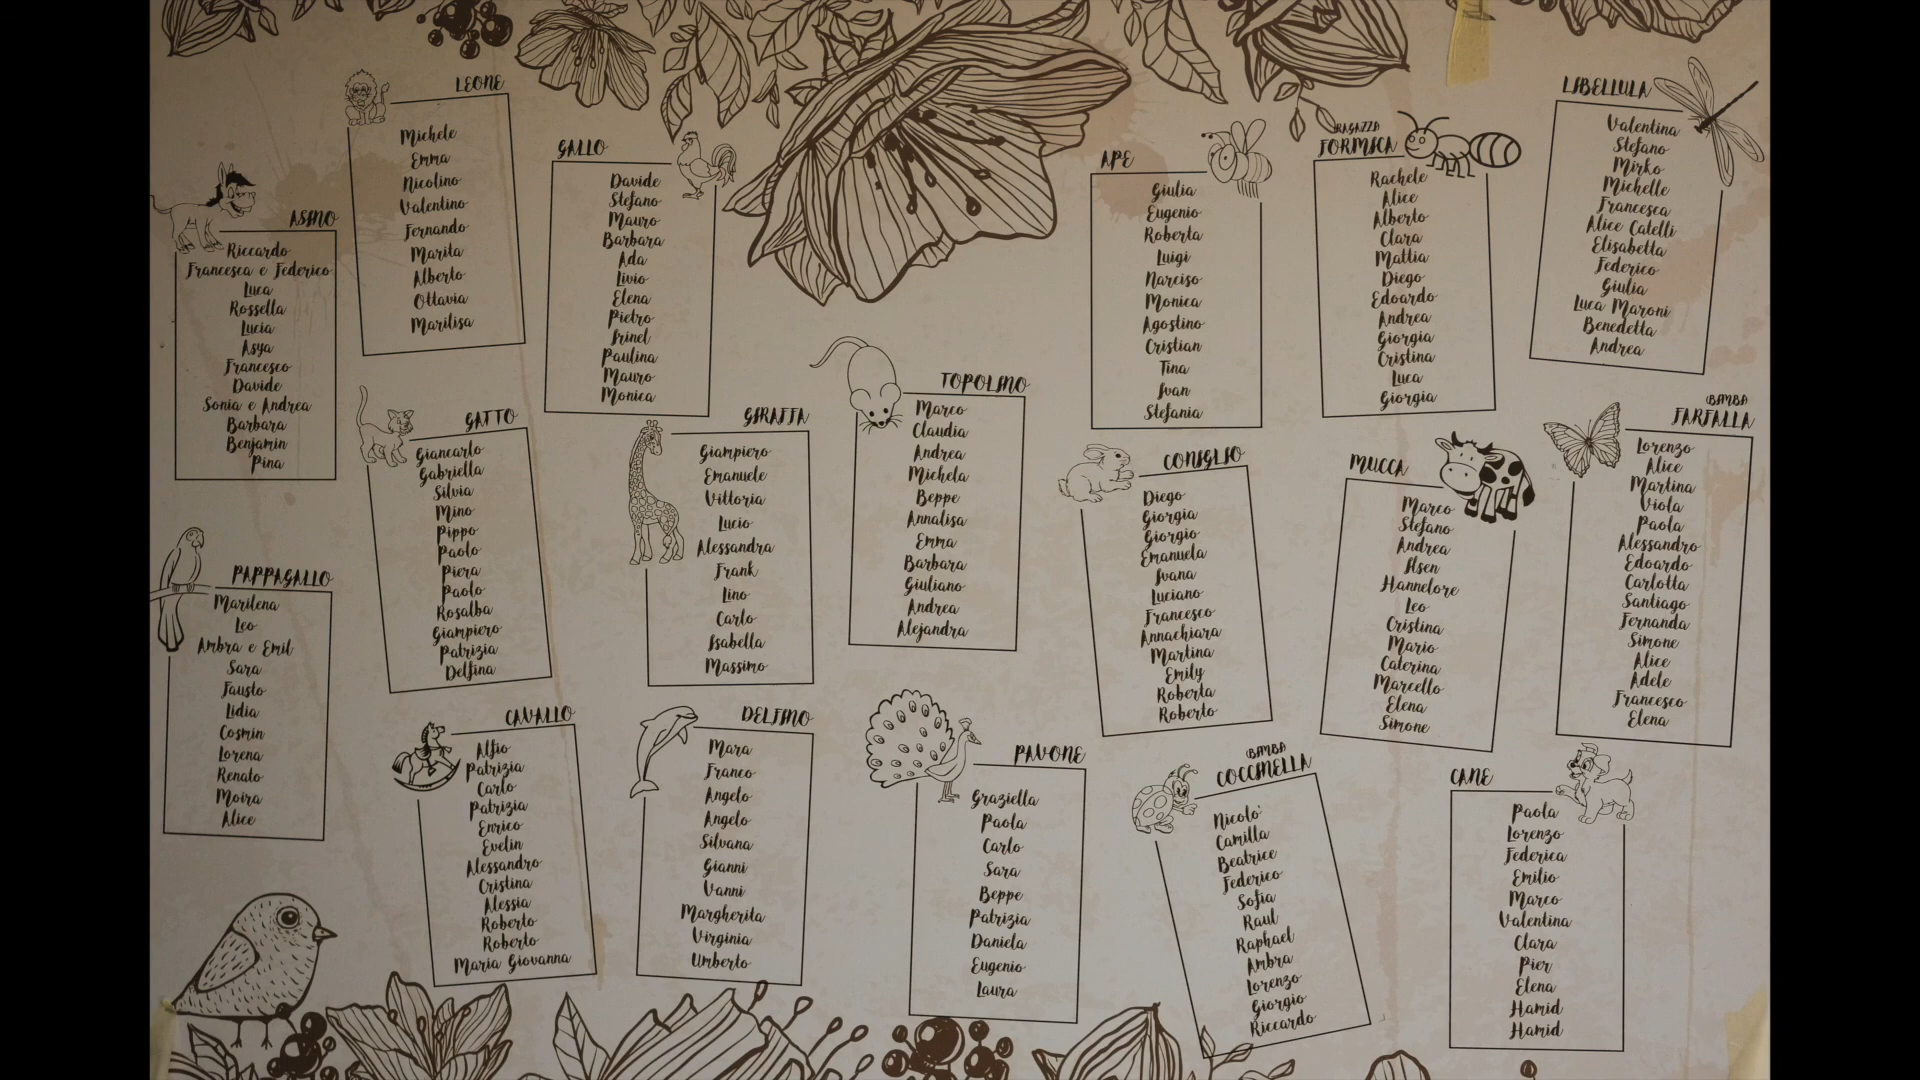 ASINO
Riccardo
Francesca e Federico
Luca
Rossella
Lucia
Asya
Francesco
Davide
Sonia e Andrea
Barbara
Benjamin
Pina
LEONE
Michele
Emma
Nicolino
Valentino
Fernando
Marita
Alberto
Ottavia
Marilisa
GALLO
Davide
Stefano
Mauro
Barbara
Ada
Livio
Elena
Pietro
Irinel
Paulina
Mauro
Monica
APE
Giulia
Eugenio
Roberta
Luigi
Narciso
Monica
Agostino
Cristian
Tina
Ivan
Stefania
RAGAZZA
FORMICA
Rachele
Alice
Alberto
Clara
Mattia
Diego
Edoardo
Andrea
Giorgia
Cristina
Luca
Giorgia
LIBELLULA
Valentina
Stefano
Mirko
Michelle
Francesca
Alice Catelli
Elisabetta
Federico
Giulia
Luca Maroni
Benedetta
Andrea
PAPPAGALLO
Marilena
Leo
Ambra e Emil
Sara
Fausto
Lidia
Cosmin
Lorena
Renato
Moira
Alice
GATTO
Giancarlo
Gabriella
Silvia
Mino
Pippo
Paolo
Piera
Paolo
Rosalba
Giampiero
Patrizia
Delfina
GIRAFFA
Giampiero
Emanuele
Vittoria
Lucio
Alessandra
Frank
Lino
Carlo
Isabella
Massimo
TOPOLINO
Marco
Claudia
Andrea
Michela
Beppe
Annalisa
Emma
Barbara
Giuliano
Andrea
Alejandra
CONIGLIO
Diego
Giorgia
Giorgio
Emanuela
Ivana
Luciano
Francesco
Annachiara
Martina
Emily
Roberta
Roberto
MUCCA
Marco
Stefano
Andrea
Ilsen
Hannelore
Leo
Cristina
Mario
Caterina
Marcello
Elena
Simone
BAMBA
FARFALLA
Lorenzo
Alice
Martina
Viola
Paola
Alessandro
Edoardo
Carlotta
Santiago
Fernanda
Simone
Alice
Adele
Francesco
Elena
CAVALLO
Alfio
Patrizia
Carlo
Patrizia
Enrico
Evelin
Alessandro
Cristina
Alessia
Roberto
Roberto
Maria Giovanna
DELFINO
Mara
Franco
Angelo
Angelo
Silvana
Gianni
Vanni
Margherita
Virginia
Umberto
PAVONE
Graziella
Paola
Carlo
Sara
Beppe
Patrizia
Daniela
Eugenio
Laura
BAMBA
COCCINELLA
Nicolò
Camilla
Beatrice
Federico
Sofia
Raul
Raphael
Ambra
Lorenzo
Giorgio
Riccardo
CANE
Paola
Lorenzo
Federica
Emilio
Marco
Valentina
Clara
Pier
Elena
Hamid
Hamid